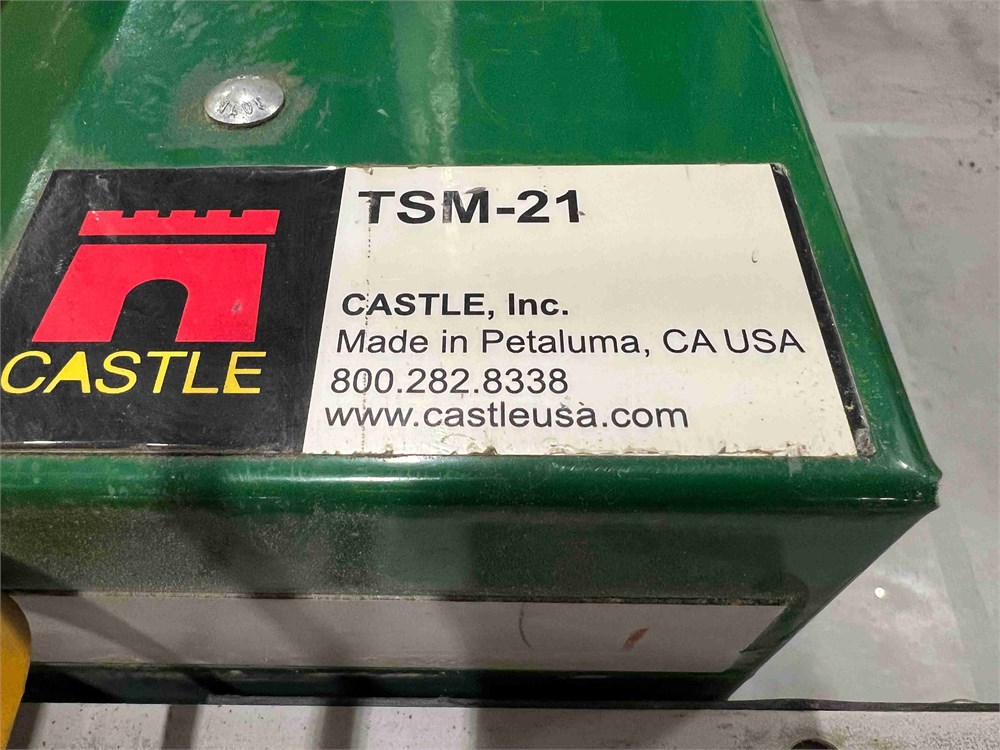 TSM-21
CASTLE
CASTLE, Inc.
Made in Petaluma, CA USA
800.282.8338
www.castleusa.com